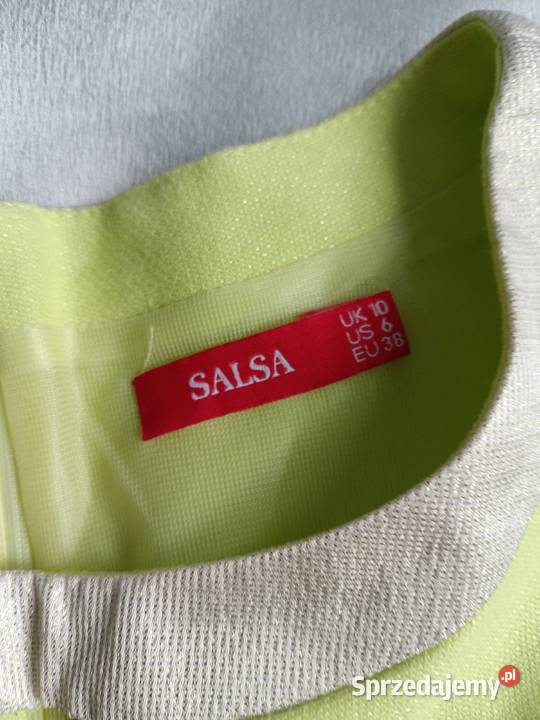 SALSA
UK 10
US 6
EU 38
Sprzedajemy.pl